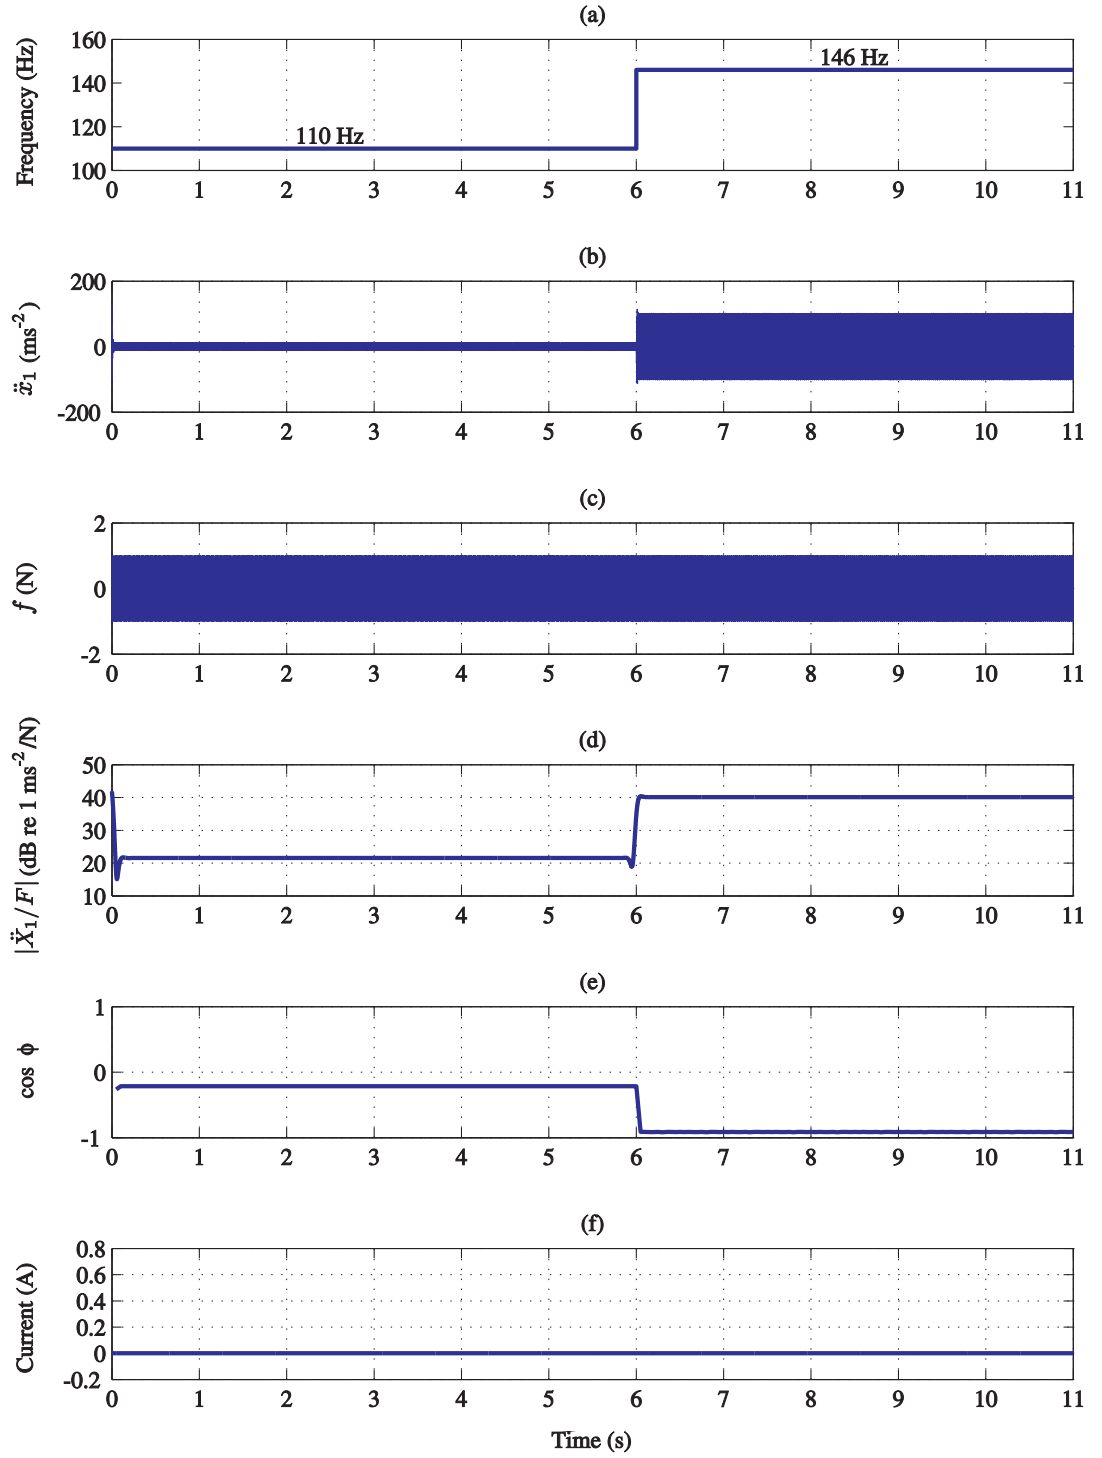 (a)
Frequency (Hz)
160
140
120
100
110 Hz
146 Hz
0 1 2 3 4 5 6 7 8 9 10 11
(b)
ẍ₁ (ms⁻²)
200
0
-200
0 1 2 3 4 5 6 7 8 9 10 11
(c)
f (N)
2
0
-2
0 1 2 3 4 5 6 7 8 9 10 11
(d)
|Ẍ₁/F| (dB re 1 ms⁻²/N)
50
40
30
20
10
0 1 2 3 4 5 6 7 8 9 10 11
(e)
cos ϕ
1
0
-1
0 1 2 3 4 5 6 7 8 9 10 11
(f)
Current (A)
0.8
0.6
0.4
0.2
0
-0.2
0 1 2 3 4 5 6 7 8 9 10 11
Time (s)